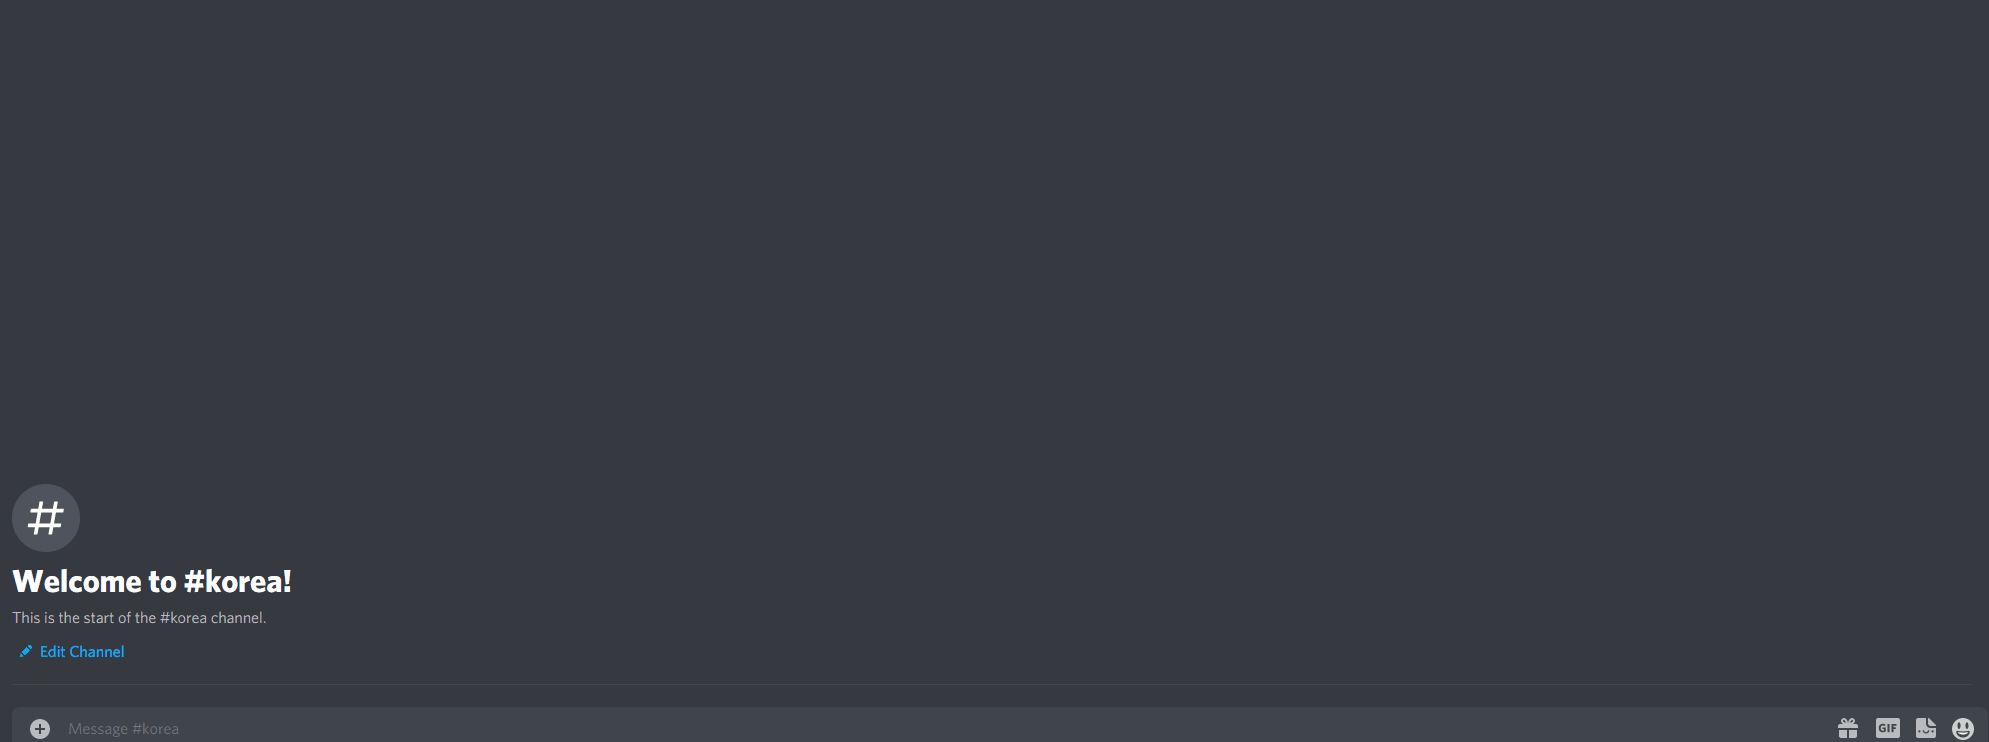 #
Welcome to #korea!
This is the start of the #korea channel.
Edit Channel
Message #korea
GIF